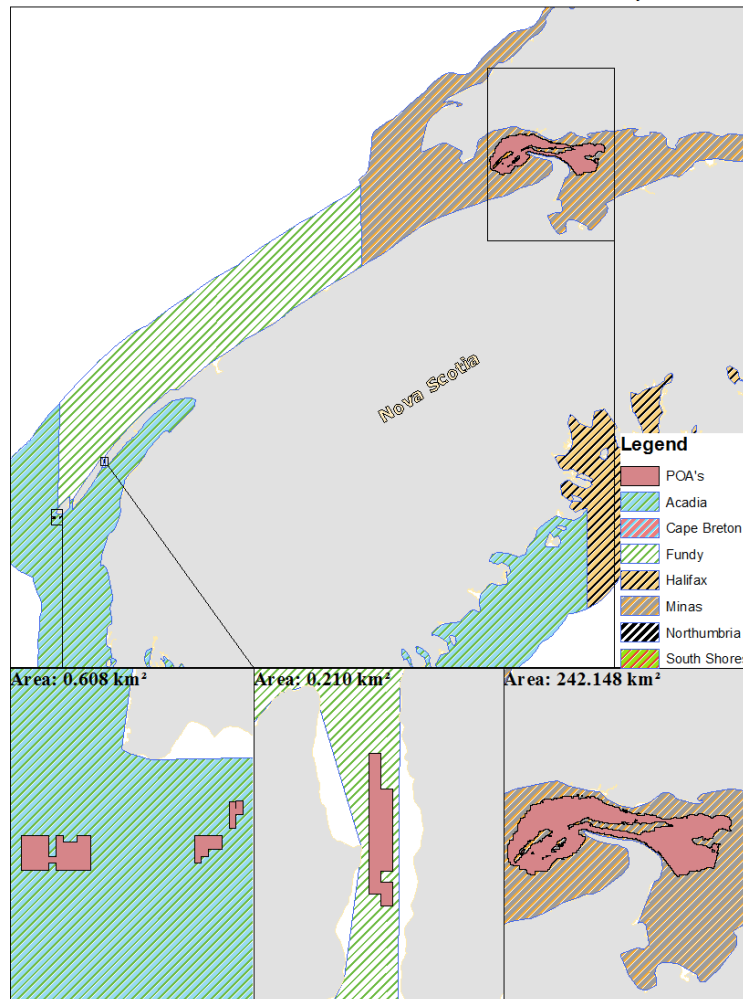 Nova Scotia
Legend
POA's
Acadia
Cape Breton
Fundy
Halifax
Minas
Northumbria
South Shores
Area: 0.608 km²
Area: 0.210 km²
Area: 242.148 km²